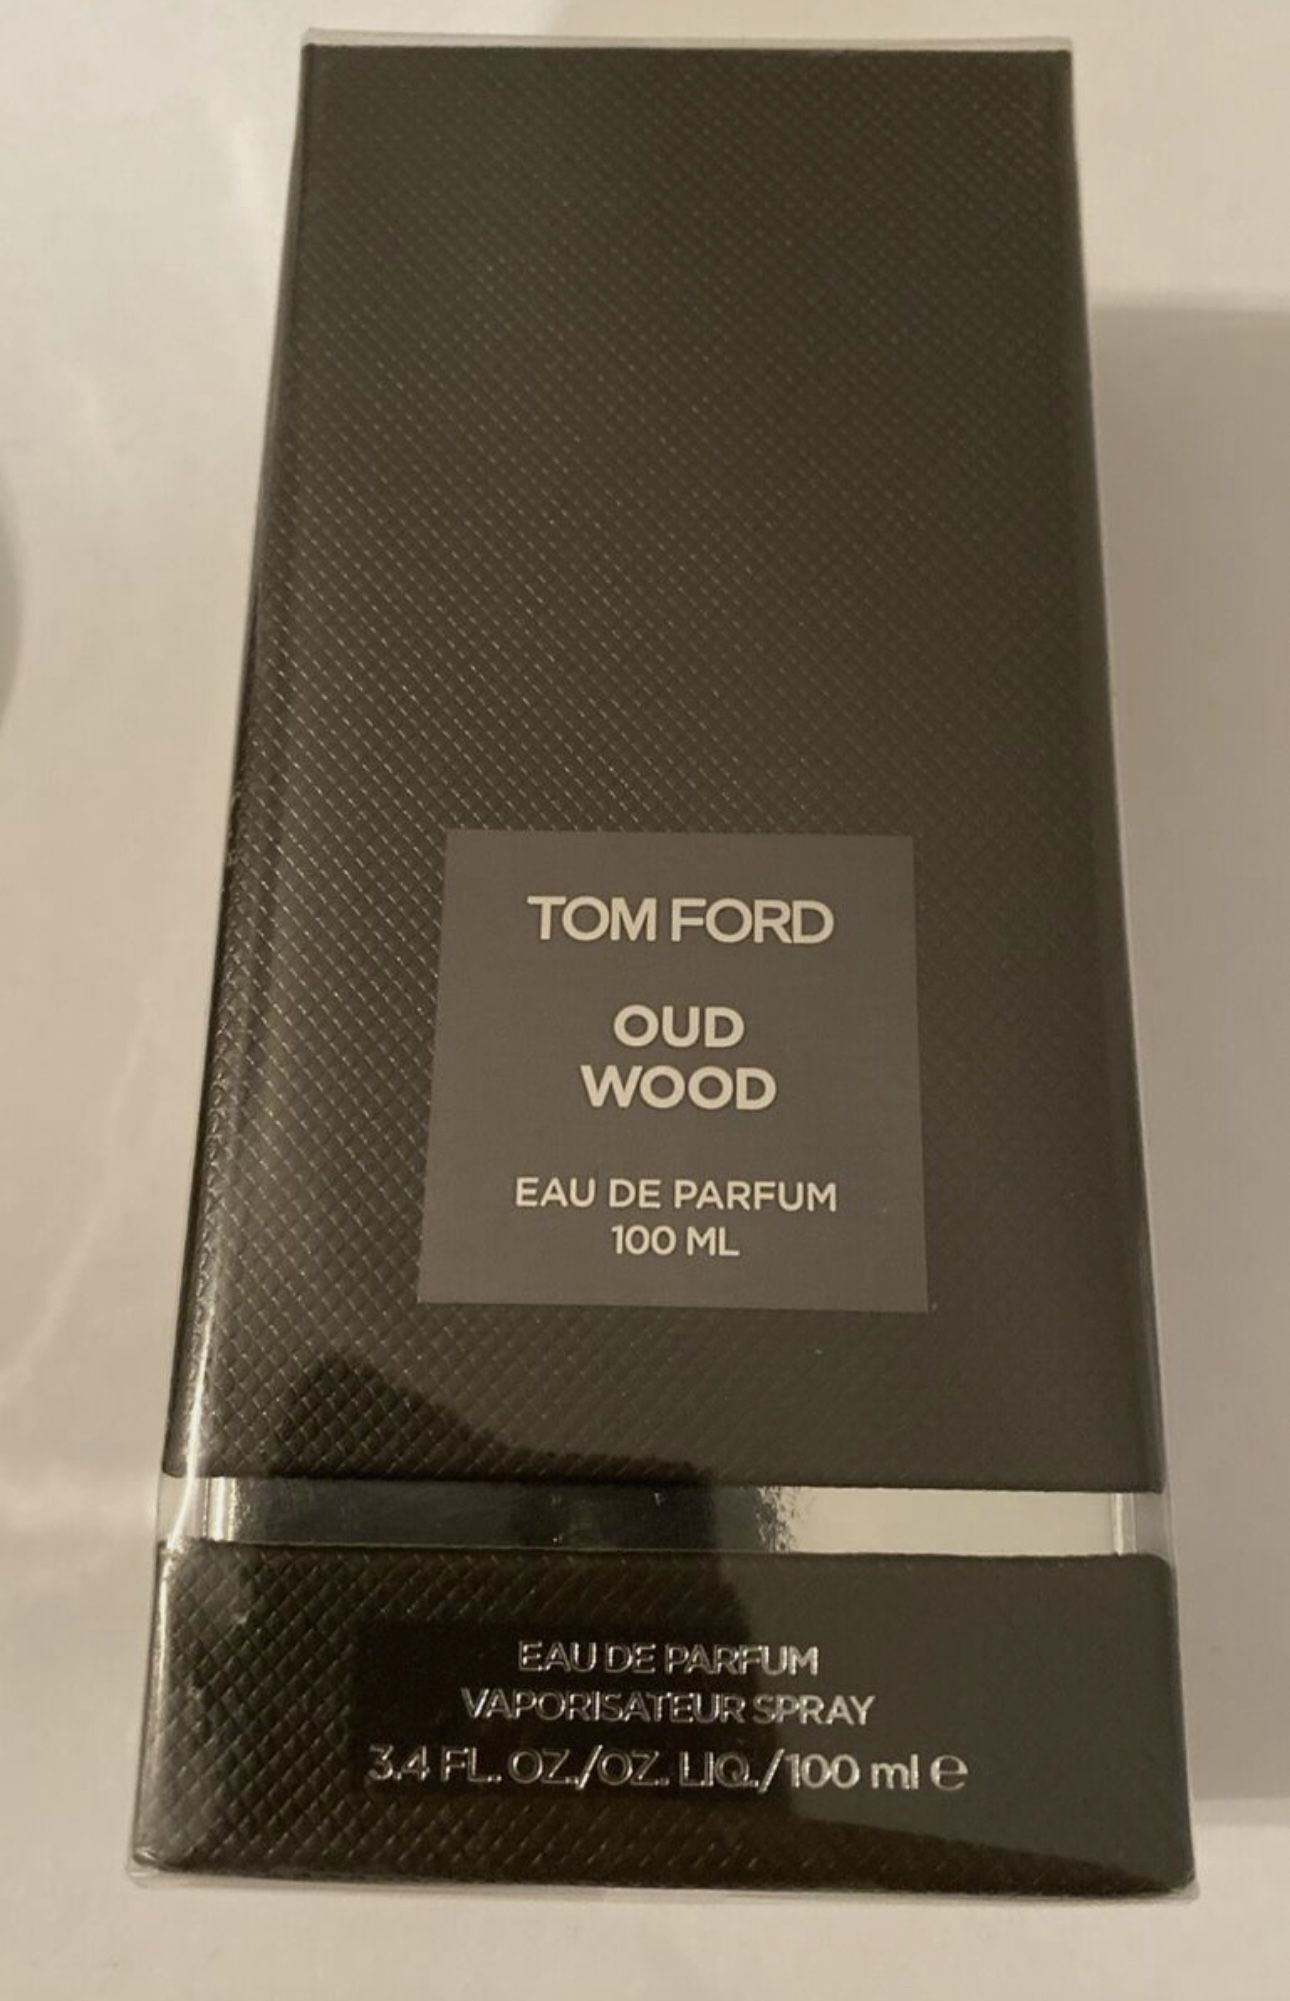 TOM FORD
OUD
WOOD
EAU DE PARFUM
100 ML
EAU DE PARFUM
VAPORISATEUR SPRAY
3.4 FL. OZ./OZ. LIQ./100 ml ℮